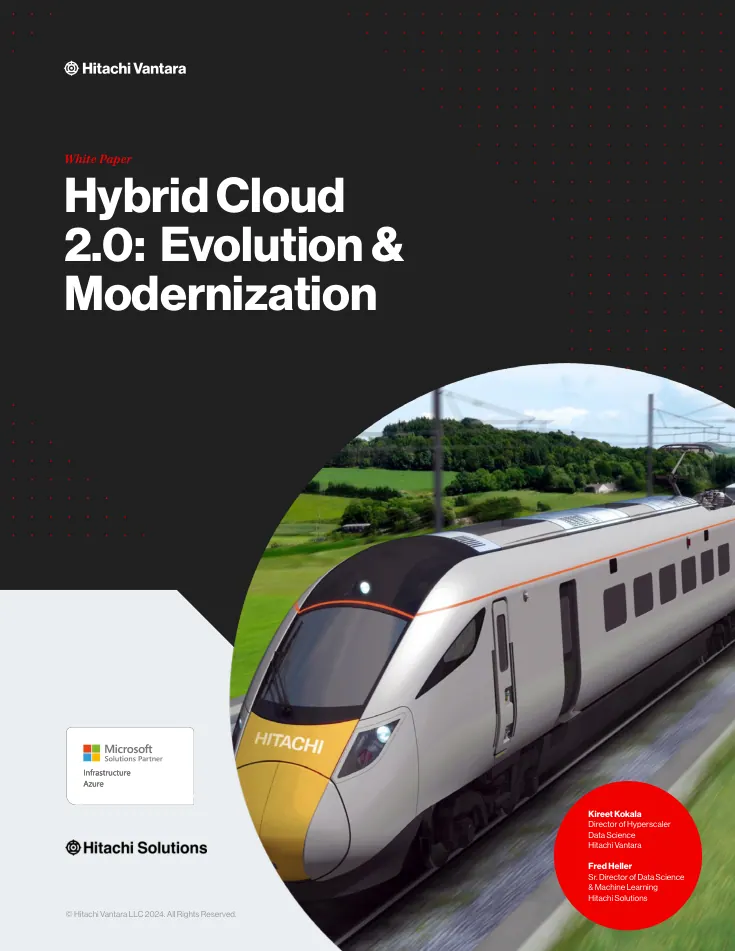 Hitachi Vantara
White Paper
Hybrid Cloud
2.0: Evolution &
Modernization
HITACHI
Microsoft
Solutions Partner
Infrastructure
Azure
Hitachi Solutions
Kireet Kokala
Director of Hyperscaler
Data Science
Hitachi Vantara
Fred Heller
Sr. Director of Data Science
& Machine Learning
Hitachi Solutions
© Hitachi Vantara LLC 2024. All Rights Reserved.